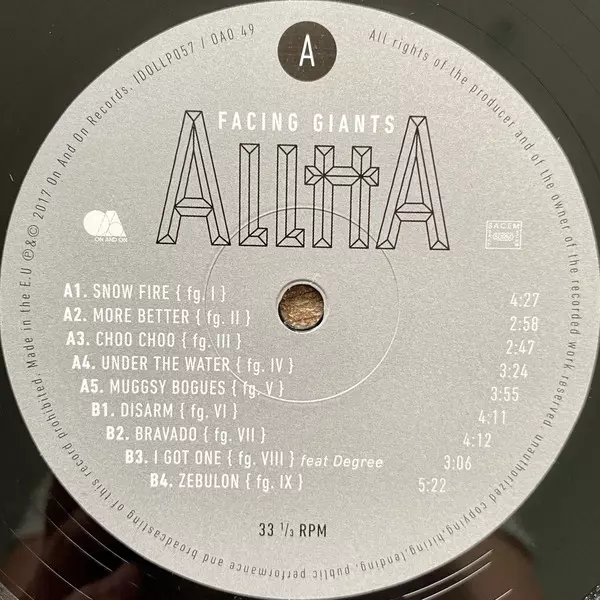 A
FACING GIANTS
ALLttA
ON AND ON
SACEM
A1. SNOW FIRE { fg. I } 4:27
A2. MORE BETTER { fg. II } 2:58
A3. CHOO CHOO { fg. III } 2:47
A4. UNDER THE WATER { fg. IV } 3:24
A5. MUGGSY BOGUES { fg. V } 3:55
B1. DISARM { fg. VI } 4:11
B2. BRAVADO { fg. VII } 4:12
B3. I GOT ONE { fg. VIII } feat Degree 3:06
B4. ZEBULON { fg. IX } 5:22
33 1/3 RPM
Made in the E.U ℗&© 2017 On And On Records. IDOLLP057 / OAO 49
All rights of the producer and of the owner of the recorded work reserved. unauthorized copying,hiring,lending, public performance and broadcasting of this record prohibited.